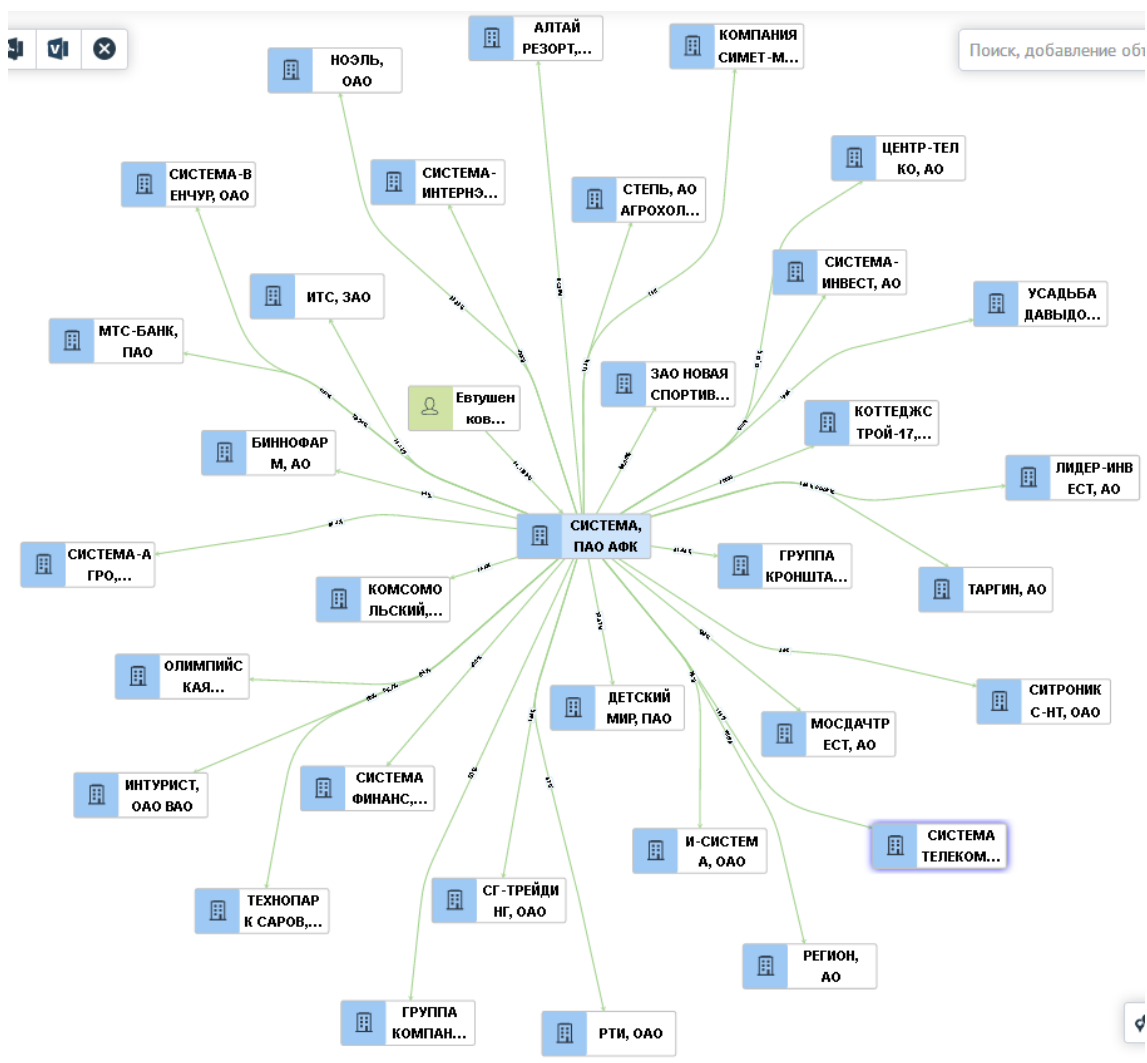 АЛТАЙ
РЕЗОРТ,...
КОМПАНИЯ
СИМЕТ-М...
Поиск, добавление объ
НОЭЛЬ,
ОАО
ЦЕНТР-ТЕЛ
КО, АО
СИСТЕМА-В
ЕНЧУР, ОАО
СИСТЕМА-
ИНТЕРНЭ...
СТЕПЬ, АО
АГРОХОЛ...
СИСТЕМА-
ИНВЕСТ, АО
ИТС, ЗАО
УСАДЬБА
ДАВЫДО...
МТС-БАНК,
ПАО
ЗАО НОВАЯ
СПОРТИВ...
Евтушен
ков...
КОТТЕДЖС
ТРОЙ-17,...
БИННОФАР
М, АО
ЛИДЕР-ИНВ
ЕСТ, АО
СИСТЕМА,
ПАО АФК
СИСТЕМА-А
ГРО,...
ГРУППА
КРОНШТА...
КОМСОМО
ЛЬСКИЙ,...
ТАРГИН, АО
ОЛИМПИЙС
КАЯ...
ДЕТСКИЙ
МИР, ПАО
СИТРОНИК
С-НТ, ОАО
МОСДАЧТР
ЕСТ, АО
ИНТУРИСТ,
ОАО ВАО
СИСТЕМА
ФИНАНС,...
И-СИСТЕМ
А, ОАО
СИСТЕМА
ТЕЛЕКОМ...
ТЕХНОПАР
К САРОВ,...
СГ-ТРЕЙДИ
НГ, ОАО
РЕГИОН,
АО
ГРУППА
КОМПАН...
РТИ, ОАО